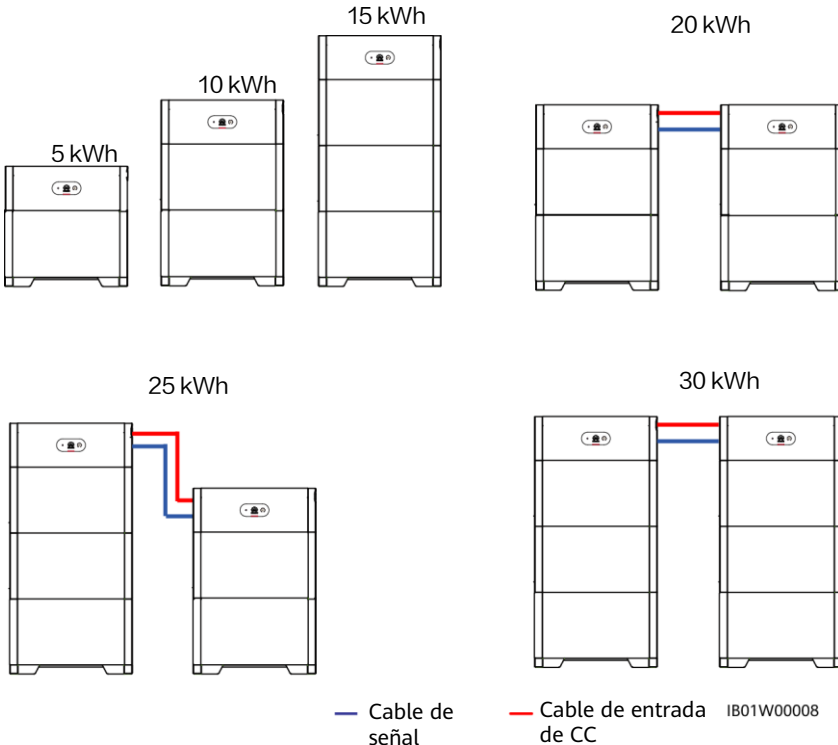 15 kWh
20 kWh
10 kWh
5 kWh
25 kWh
30 kWh
Cable de
señal
Cable de entrada
de CC
IB01W00008